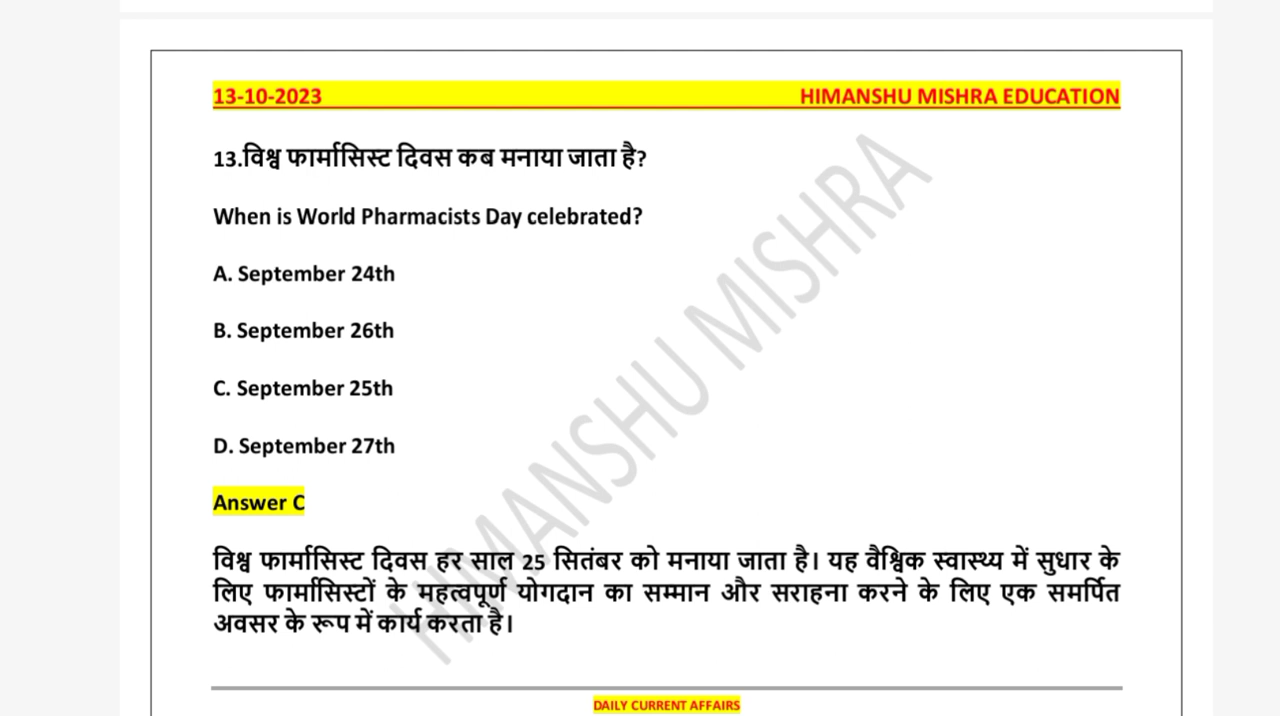 13-10-2023 HIMANSHU MISHRA EDUCATION
13.विश्व फार्मासिस्ट दिवस कब मनाया जाता है?
When is World Pharmacists Day celebrated?
A. September 24th
B. September 26th
C. September 25th
D. September 27th
Answer C
विश्व फार्मासिस्ट दिवस हर साल 25 सितंबर को मनाया जाता है। यह वैश्विक स्वास्थ्य में सुधार के
लिए फार्मासिस्टों के महत्वपूर्ण योगदान का सम्मान और सराहना करने के लिए एक समर्पित
अवसर के रूप में कार्य करता है।
HIMANSHU MISHRA
DAILY CURRENT AFFAIRS